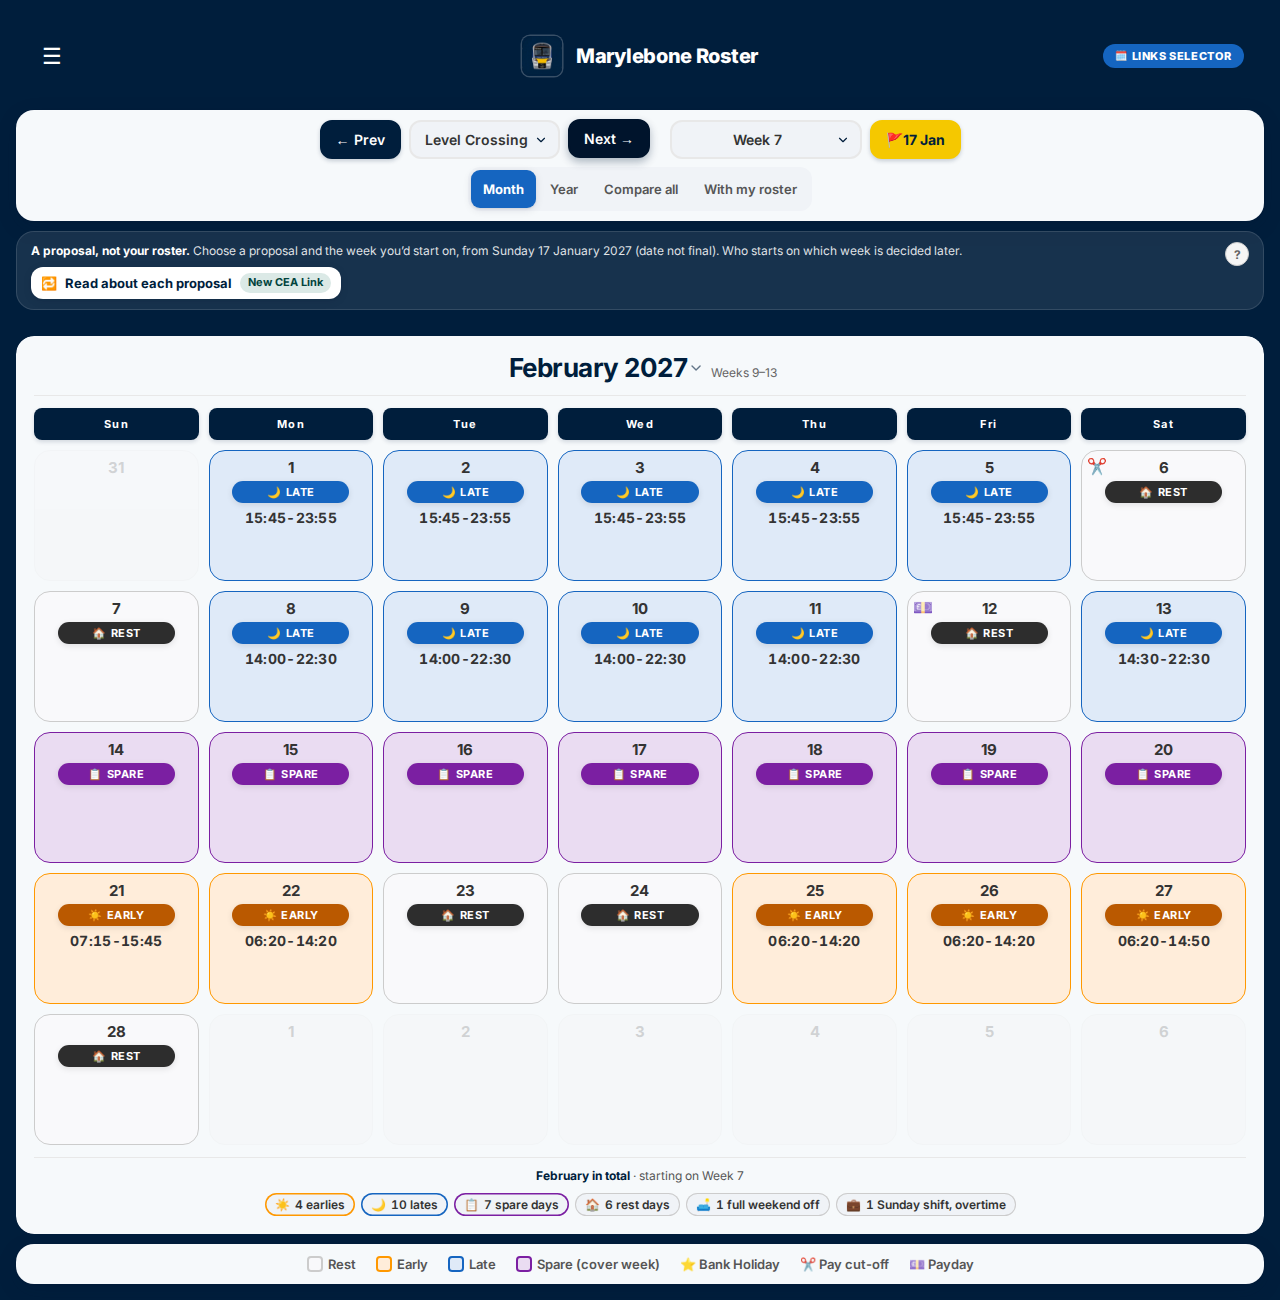 ☰
Marylebone Roster
LINKS SELECTOR
← Prev
Level Crossing
Next →
Week 7
17 Jan
Month
Year
Compare all
With my roster
A proposal, not your roster. Choose a proposal and the week you'd start on, from Sunday 17 January 2027 (date not final). Who starts on which week is decided later.
?
Read about each proposal
New CEA Link
February 2027
Weeks 9–13
Sun Mon Tue Wed Thu Fri Sat
31 1 2 3 4 5 6
LATE LATE LATE LATE LATE REST
15:45-23:55 15:45-23:55 15:45-23:55 15:45-23:55 15:45-23:55
7 8 9 10 11 12 13
REST LATE LATE LATE LATE REST LATE
14:00-22:30 14:00-22:30 14:00-22:30 14:00-22:30 14:30-22:30
14 15 16 17 18 19 20
SPARE SPARE SPARE SPARE SPARE SPARE SPARE
21 22 23 24 25 26 27
EARLY EARLY REST REST EARLY EARLY EARLY
07:15-15:45 06:20-14:20 06:20-14:20 06:20-14:20 06:20-14:50
28 1 2 3 4 5 6
REST
February in total · starting on Week 7
4 earlies
10 lates
7 spare days
6 rest days
1 full weekend off
1 Sunday shift, overtime
Rest
Early
Late
Spare (cover week)
Bank Holiday
Pay cut-off
Payday